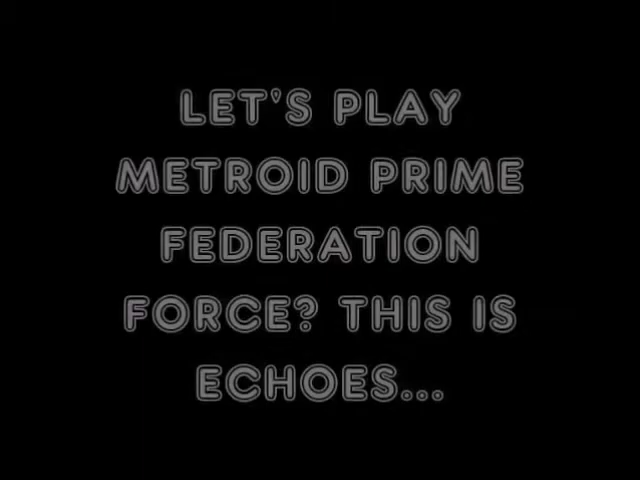 LET'S PLAY
METROID PRIME
FEDERATION
FORCE? THIS IS
ECHOES...